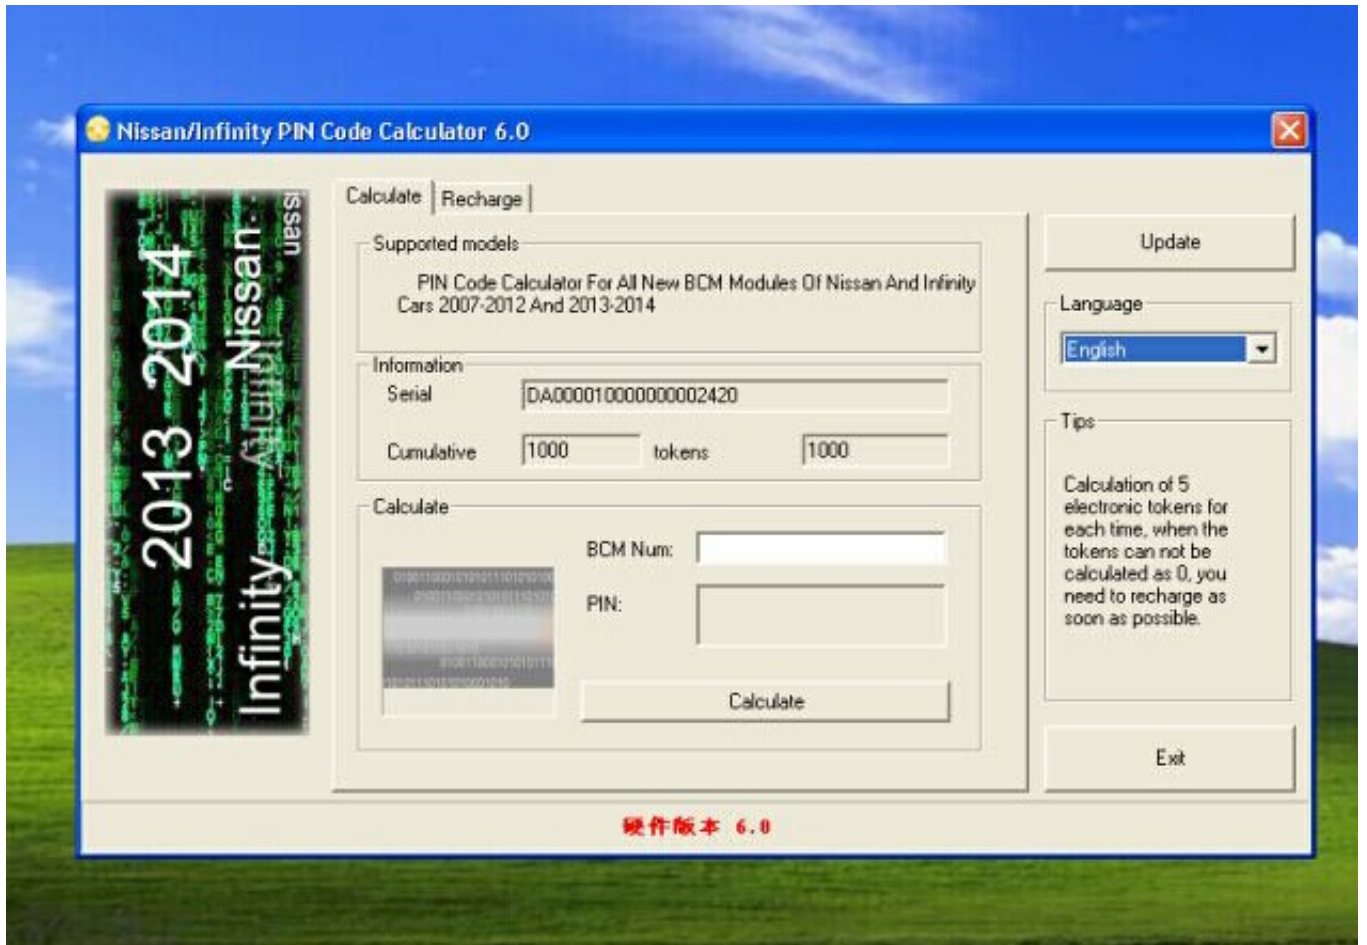 Nissan/Infinity PIN Code Calculator 6.0
2013 2014
Infinity
Nissan
Infinity
issan
Calculate
Recharge
Supported models
PIN Code Calculator For All New BCM Modules Of Nissan And Infinity
Cars 2007-2012 And 2013-2014
Information
Serial
DA000010000000002420
Cumulative
1000
tokens
1000
Calculate
BCM Num:
PIN:
Calculate
Update
Language
English
Tips
Calculation of 5
electronic tokens for
each time, when the
tokens can not be
calculated as 0, you
need to recharge as
soon as possible.
Exit
硬件版本 6.0